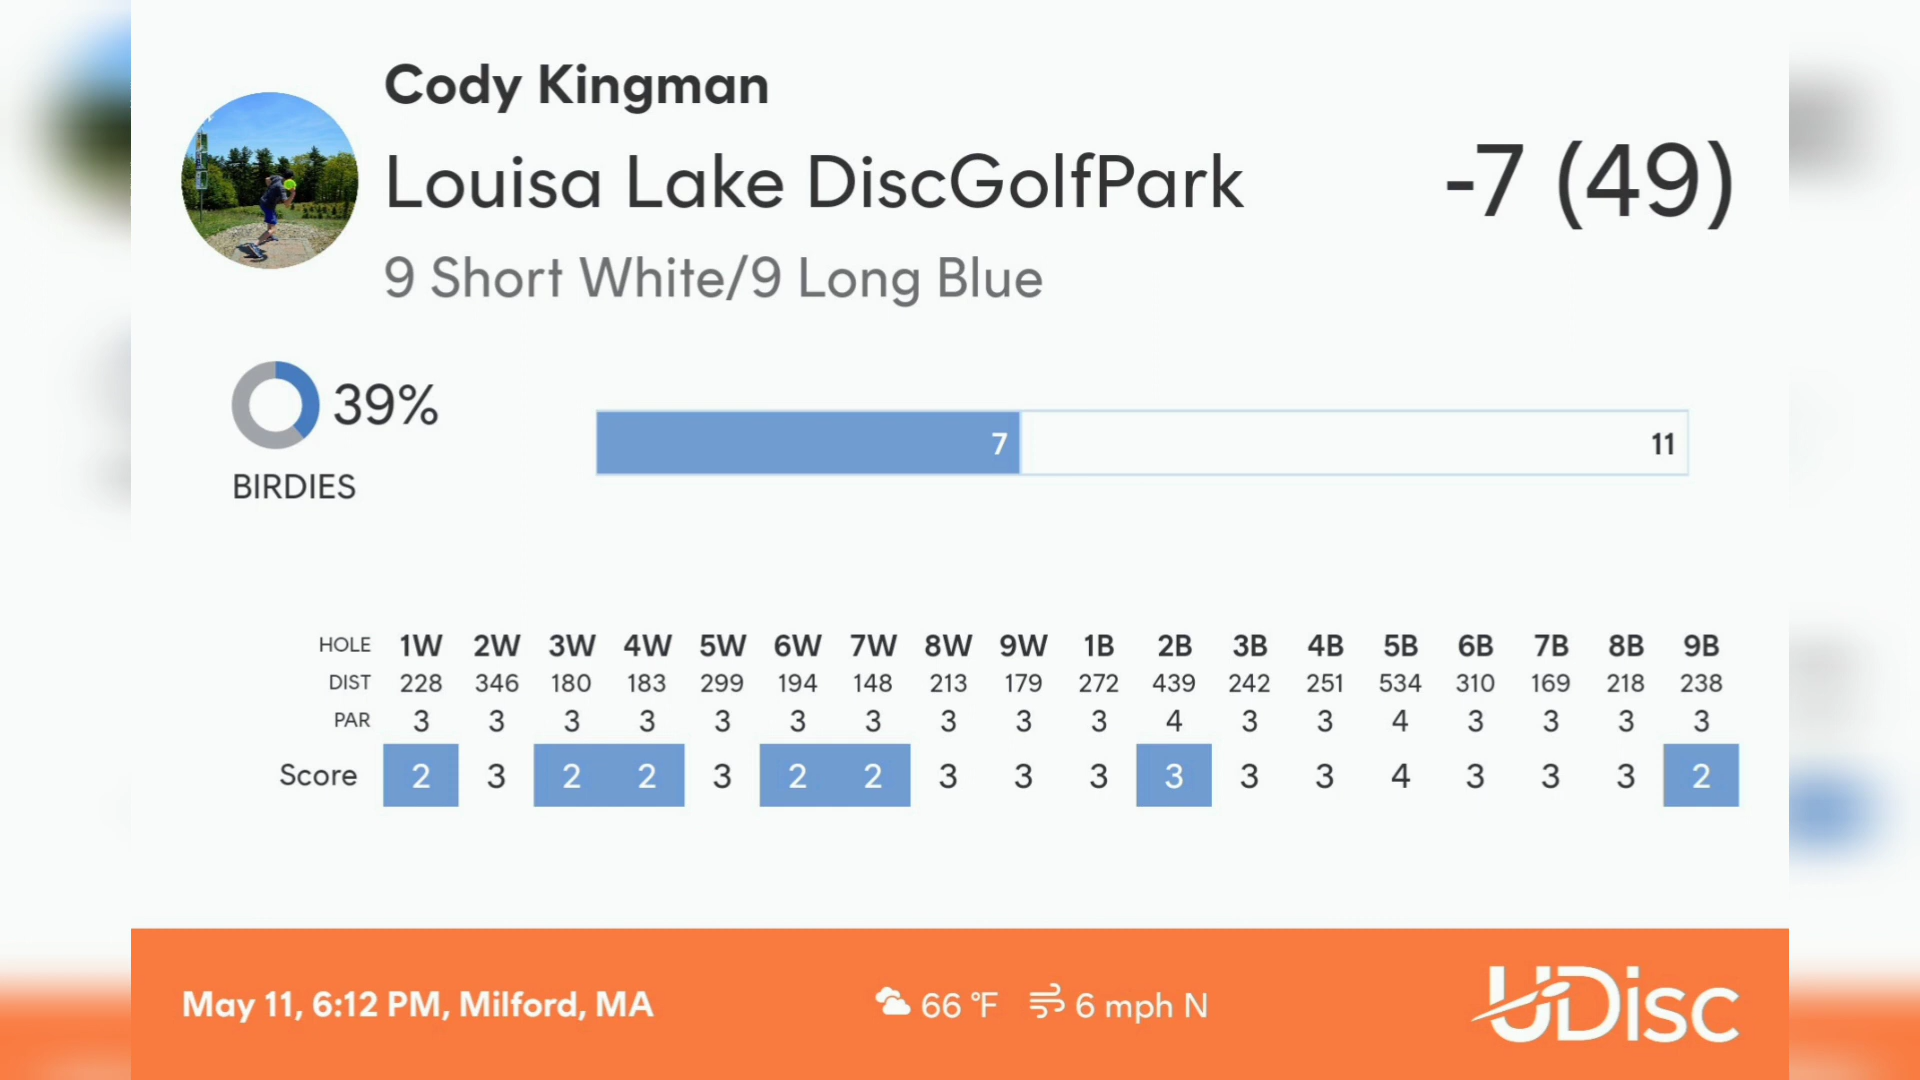 Cody Kingman
Louisa Lake DiscGolfPark
-7 (49)
9 Short White/9 Long Blue
39%
BIRDIES
7
11
HOLE 1W 2W 3W 4W 5W 6W 7W 8W 9W 1B 2B 3B 4B 5B 6B 7B 8B 9B
DIST 228 346 180 183 299 194 148 213 179 272 439 242 251 534 310 169 218 238
PAR 3 3 3 3 3 3 3 3 3 3 4 3 3 4 3 3 3 3
Score 2 3 2 2 3 2 2 3 3 3 3 3 3 4 3 3 3 2
May 11, 6:12 PM, Milford, MA
66 °F 6 mph N
UDisc